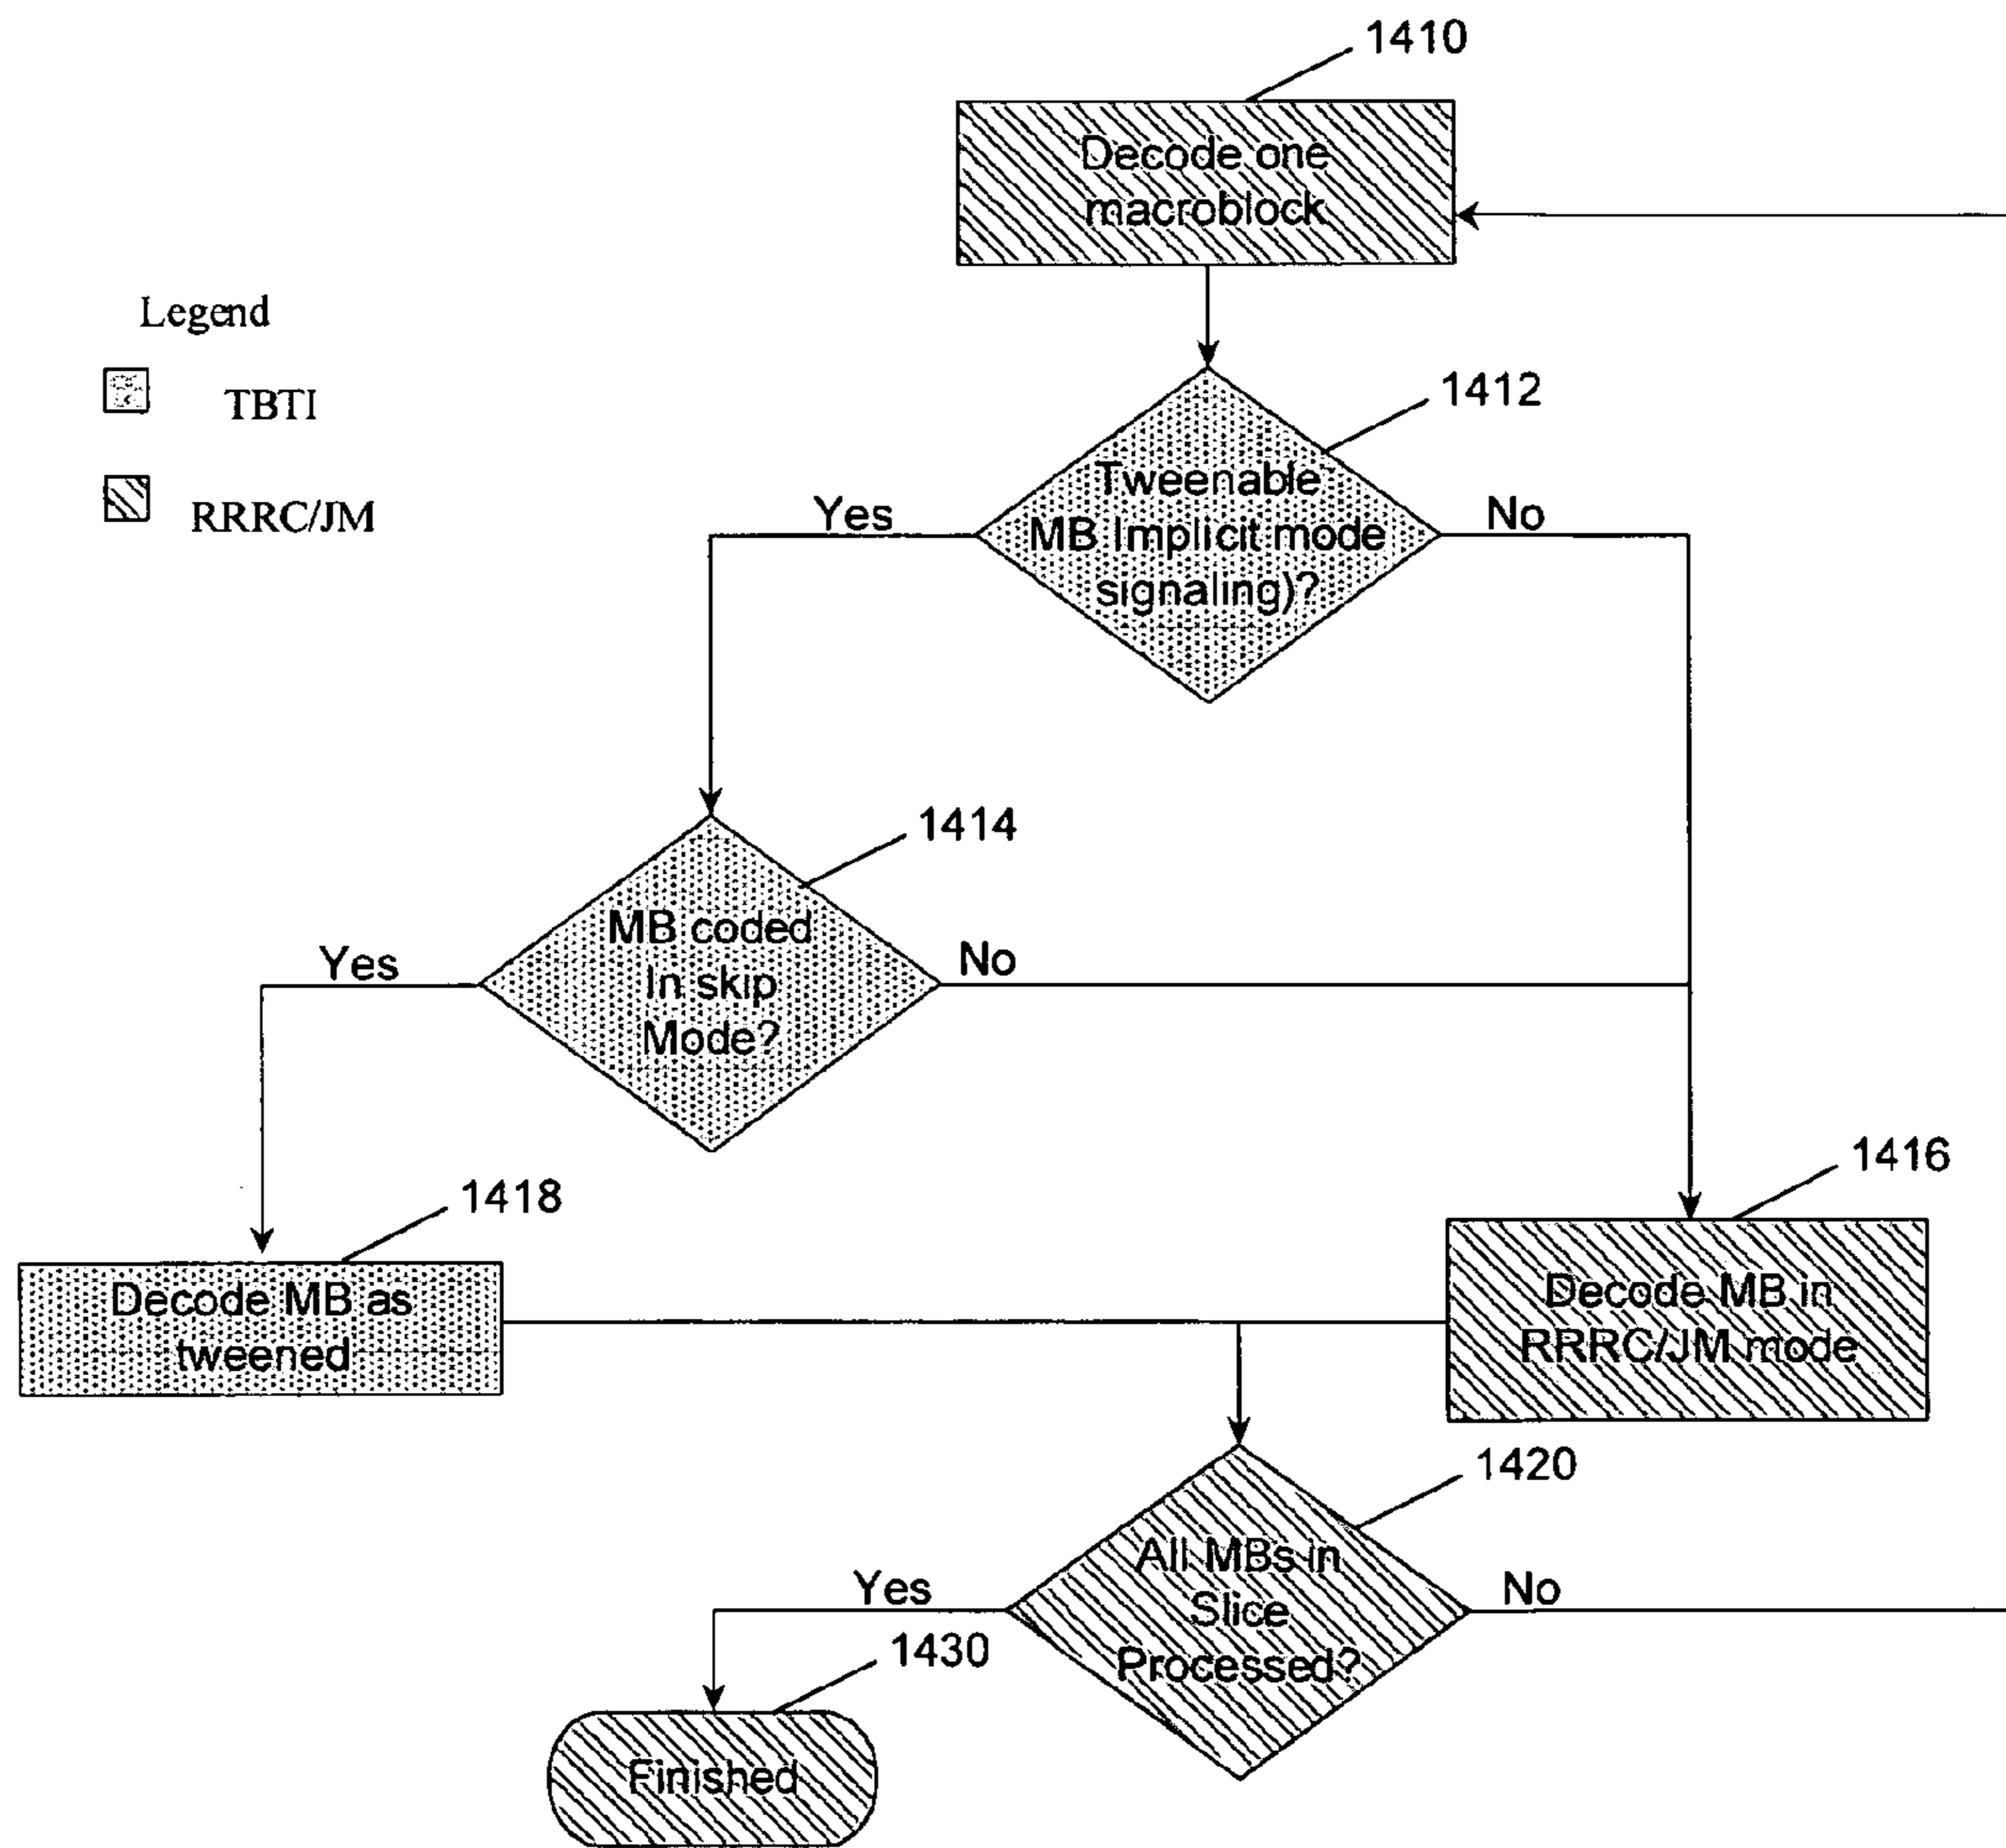 1410
Decode one
macroblock
Legend
TBTI
RRRC/JM
1412
Tweenable
MB Implicit mode
signaling)?
Yes
No
1414
MB coded
In skip
Mode?
Yes
No
1416
1418
Decode MB as
tweened
Decode MB in
RRRC/JM mode
1420
All MBs in
Slice
Processed?
Yes
No
1430
Finished